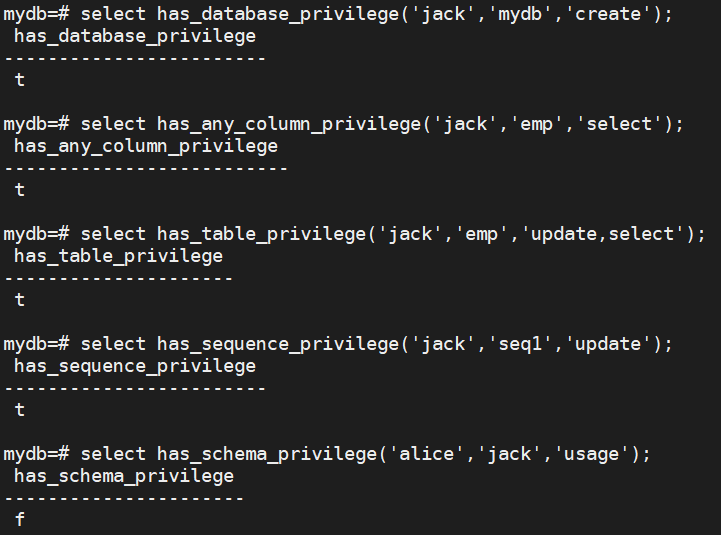 mydb=# select has_database_privilege('jack','mydb','create');
 has_database_privilege
------------------------
 t

mydb=# select has_any_column_privilege('jack','emp','select');
 has_any_column_privilege
--------------------------
 t

mydb=# select has_table_privilege('jack','emp','update,select');
 has_table_privilege
---------------------
 t

mydb=# select has_sequence_privilege('jack','seq1','update');
 has_sequence_privilege
------------------------
 t

mydb=# select has_schema_privilege('alice','jack','usage');
 has_schema_privilege
----------------------
 f